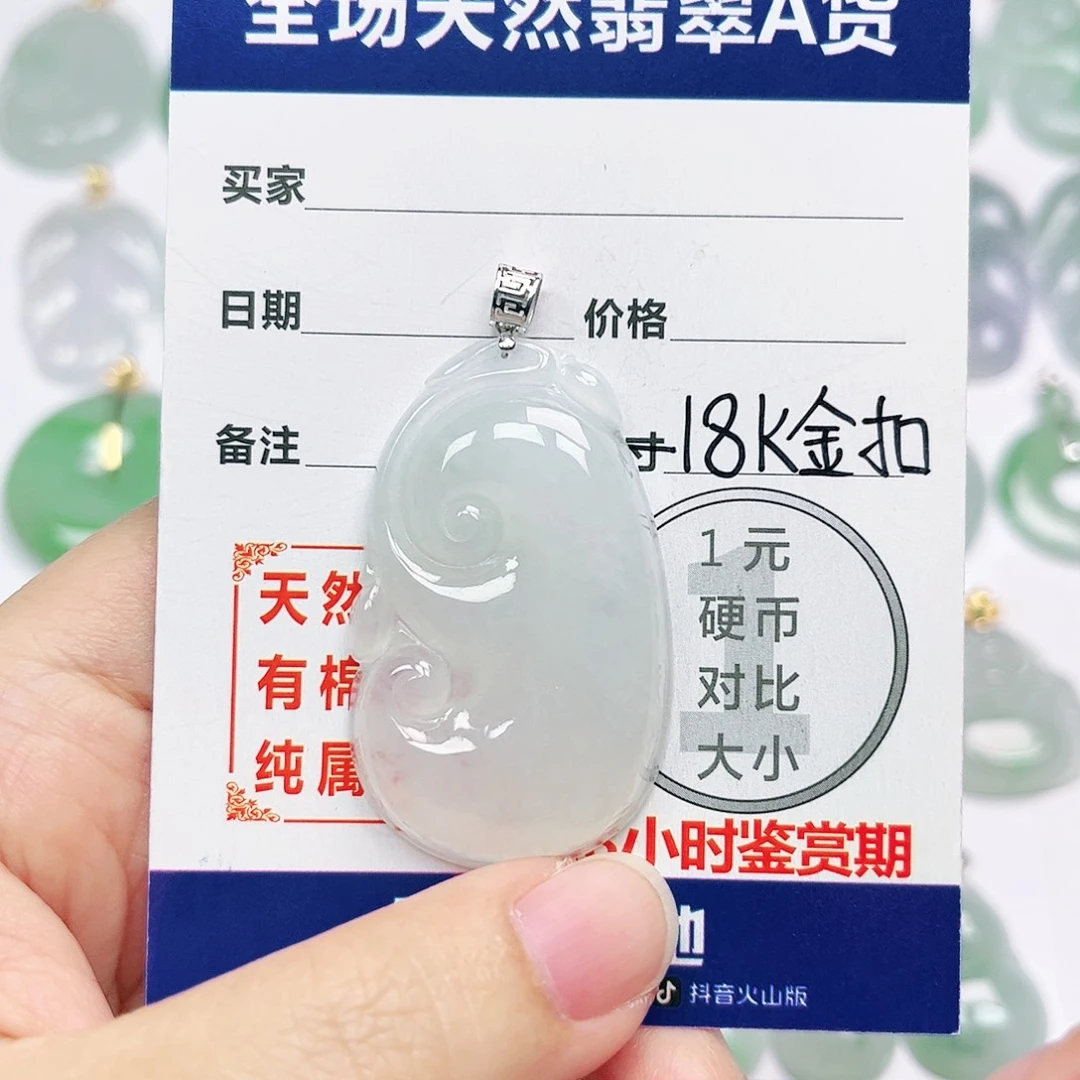 全场天然翡翠A货
买家
日期 价格
备注 寸 18K金扣
天然
有棉
纯属
1元
硬币
对比
大小
小时鉴赏期
地
抖音火山版